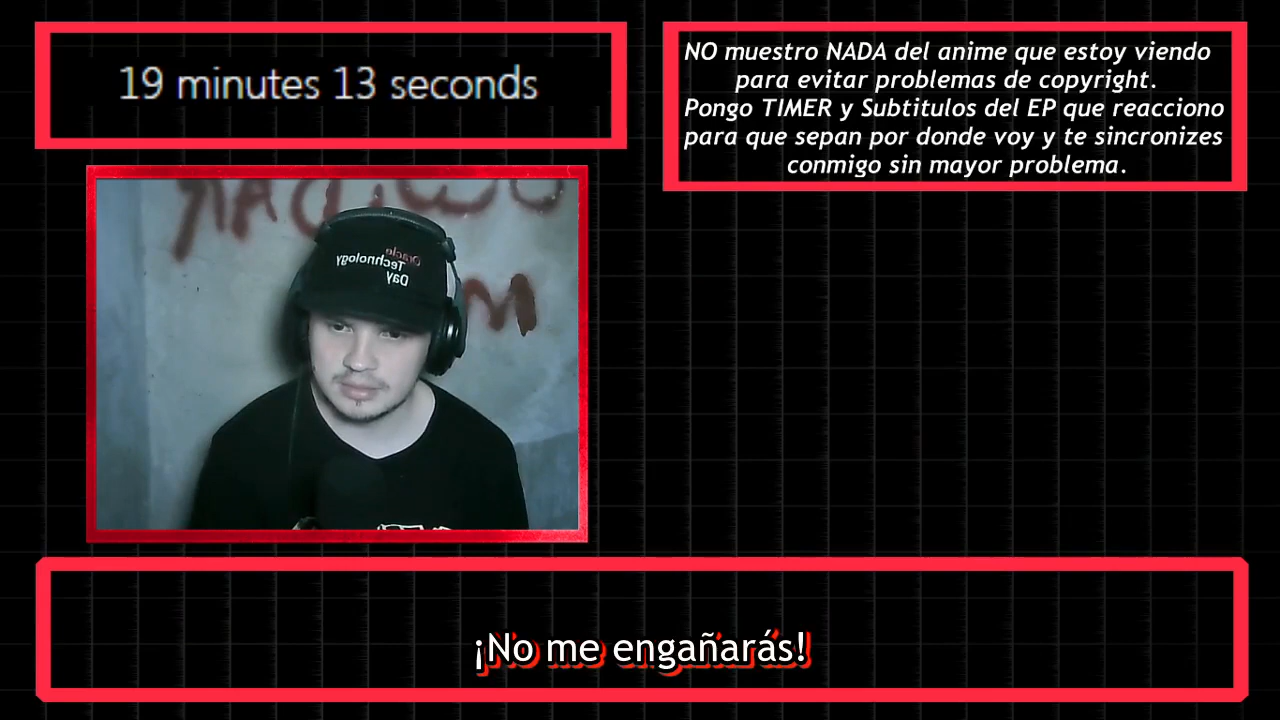 19 minutes 13 seconds
NO muestro NADA del anime que estoy viendo
para evitar problemas de copyright.
Pongo TIMER y Subtitulos del EP que reacciono
para que sepan por donde voy y te sincronizes
conmigo sin mayor problema.
Oracle
Technology
Day
¡No me engañarás!